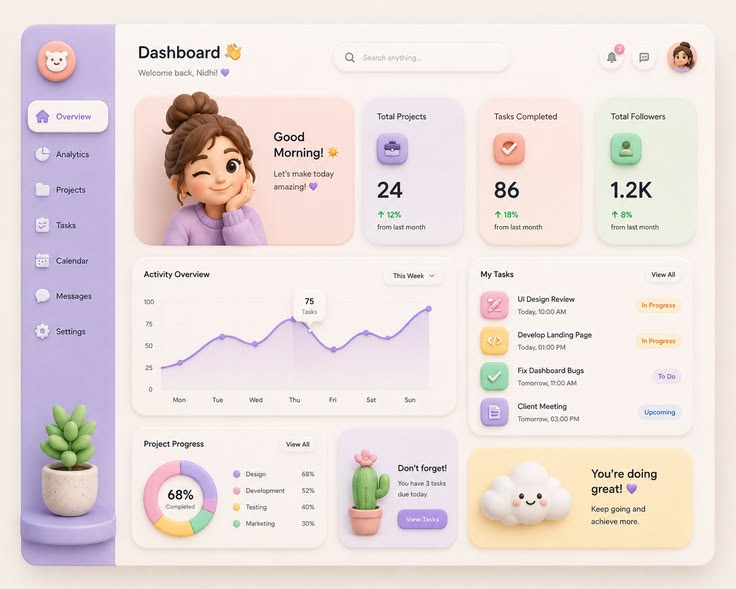 Dashboard 👋
Welcome back, Nidhi! 💜
Search anything...
3
Overview
Analytics
Projects
Tasks
Calendar
Messages
Settings
Good
Morning! ☀️
Let's make today
amazing! 💜
Total Projects
24
↑ 12%
from last month
Tasks Completed
86
↑ 18%
from last month
Total Followers
1.2K
↑ 8%
from last month
Activity Overview
This Week
100
75
50
25
0
75
Tasks
Mon Tue Wed Thu Fri Sat Sun
My Tasks
View All
UI Design Review
Today, 10:00 AM
In Progress
Develop Landing Page
Today, 01:00 PM
In Progress
Fix Dashboard Bugs
Tomorrow, 11:00 AM
To Do
Client Meeting
Tomorrow, 03:00 PM
Upcoming
Project Progress
View All
68%
Completed
Design 68%
Development 52%
Testing 40%
Marketing 30%
Don't forget!
You have 3 tasks
due today.
View Tasks
You're doing
great! 💜
Keep going and
achieve more.